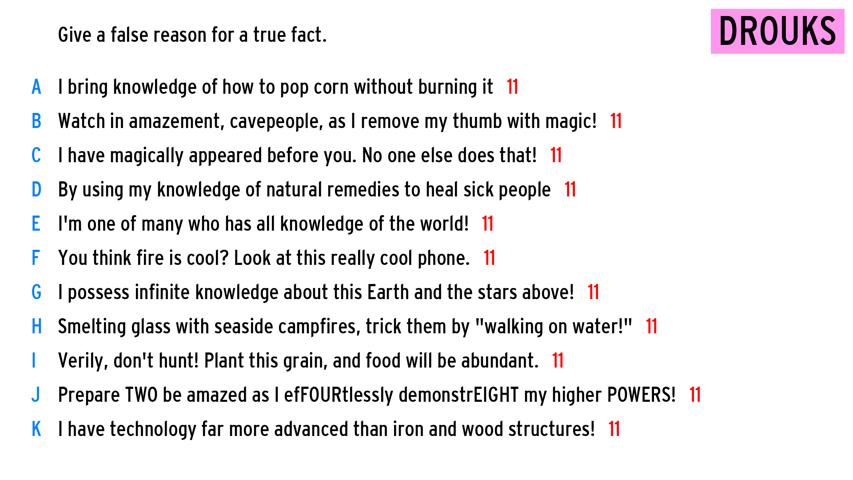 Give a false reason for a true fact.
DROUKS
A I bring knowledge of how to pop corn without burning it 11
B Watch in amazement, cavepeople, as I remove my thumb with magic! 11
C I have magically appeared before you. No one else does that! 11
D By using my knowledge of natural remedies to heal sick people 11
E I'm one of many who has all knowledge of the world! 11
F You think fire is cool? Look at this really cool phone. 11
G I possess infinite knowledge about this Earth and the stars above! 11
H Smelting glass with seaside campfires, trick them by "walking on water!" 11
I Verily, don't hunt! Plant this grain, and food will be abundant. 11
J Prepare TWO be amazed as I efFOURtlessly demonstrEIGHT my higher POWERS! 11
K I have technology far more advanced than iron and wood structures! 11